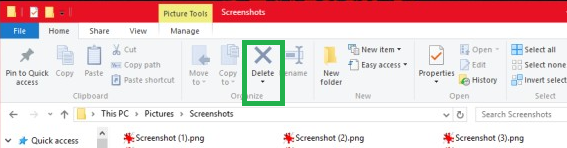 Picture Tools Screenshots
File Home Share View Manage
Pin to Quick access
Copy
Paste
Cut
Copy path
Paste shortcut
Clipboard
Move to
Copy to
Delete
Organize
New folder
New item
Easy access
New
Properties
Open
Edit
History
Open
Select all
Select none
Invert selection
Select
This PC > Pictures > Screenshots
Search Screenshots
Quick access
Screenshot (1).png
Screenshot (2).png
Screenshot (3).png